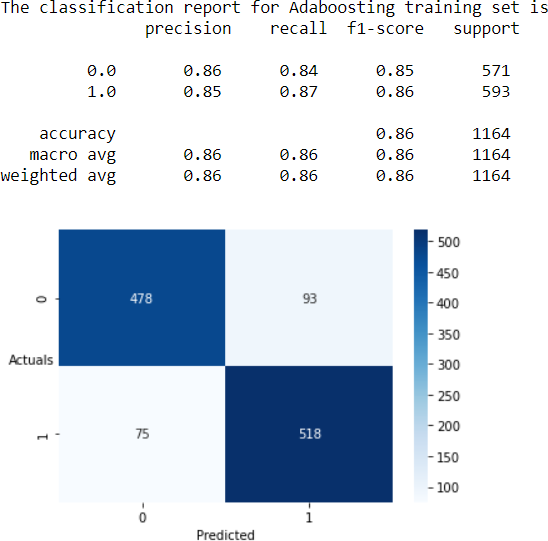 The classification report for Adaboosting training set is
precision recall f1-score support
0.0 0.86 0.84 0.85 571
1.0 0.85 0.87 0.86 593
accuracy 0.86 1164
macro avg 0.86 0.86 0.86 1164
weighted avg 0.86 0.86 0.86 1164
500
0 478 93
450
400
350
Actuals
300
250
200
1 75 518
150
100
0 1
Predicted